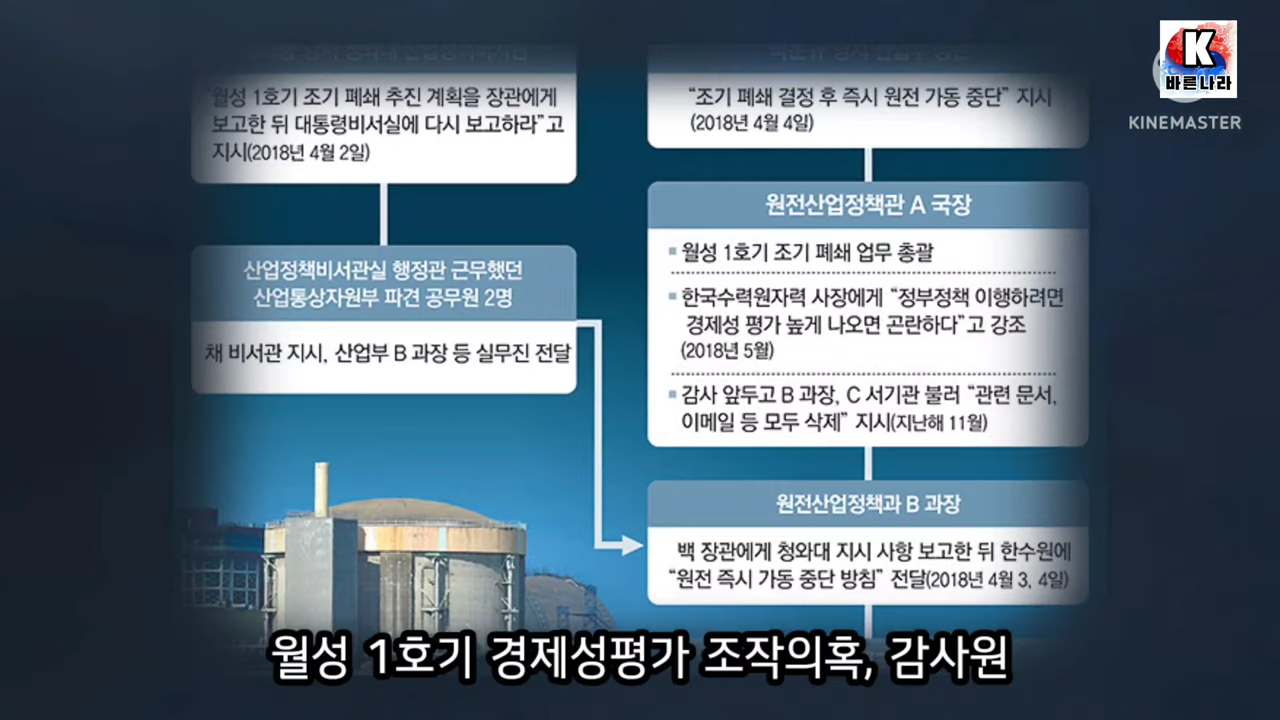 "월성 1호기 조기 폐쇄 추진 계획을 장관에게
보고한 뒤 대통령비서실에 다시 보고하라"고
지시(2018년 4월 2일)
산업정책비서관실 행정관 근무했던
산업통상자원부 파견 공무원 2명
채 비서관 지시, 산업부 B 과장 등 실무진 전달
"조기 폐쇄 결정 후 즉시 원전 가동 중단" 지시
(2018년 4월 4일)
원전산업정책관 A 국장
월성 1호기 조기 폐쇄 업무 총괄
한국수력원자력 사장에게 "정부정책 이행하려면
경제성 평가 높게 나오면 곤란하다"고 강조
(2018년 5월)
감사 앞두고 B 과장, C 서기관 불러 "관련 문서,
이메일 등 모두 삭제" 지시(지난해 11월)
원전산업정책과 B 과장
백 장관에게 청와대 지시 사항 보고한 뒤 한수원에
"원전 즉시 가동 중단 방침" 전달(2018년 4월 3, 4일)
K
바른나라
KINEMASTER
월성 1호기 경제성평가 조작의혹, 감사원